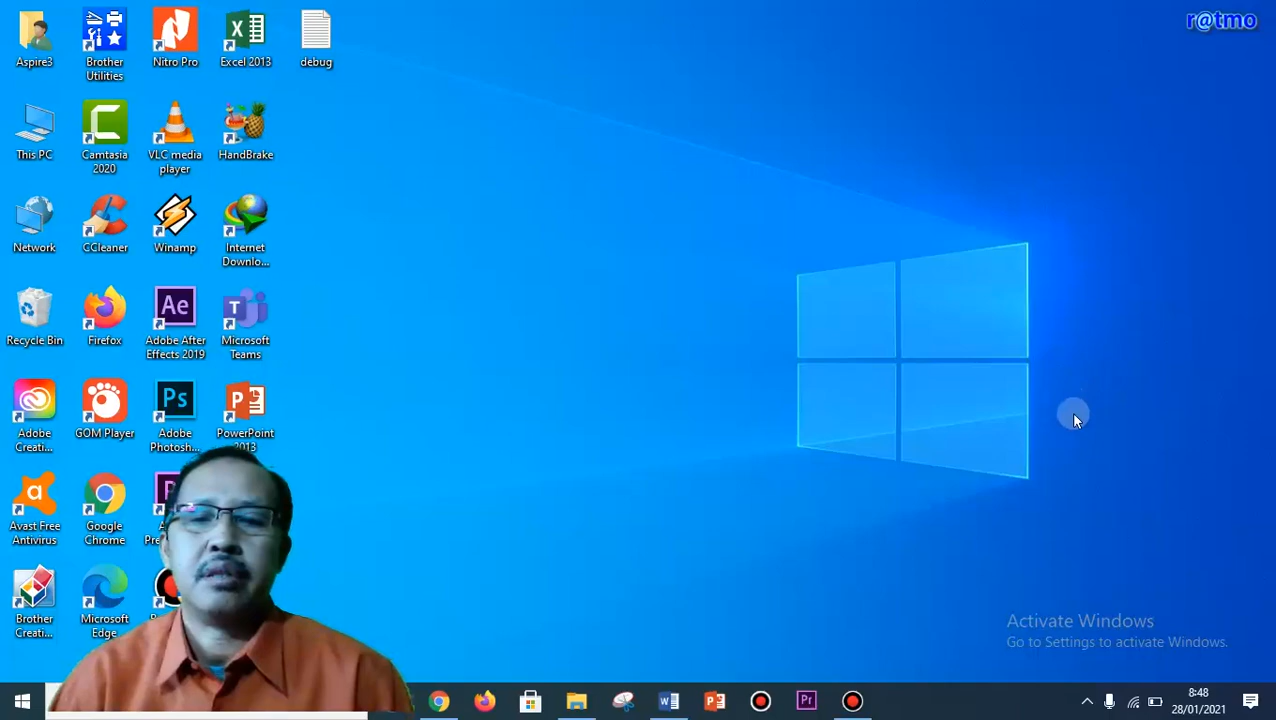 r@tmo
Aspire3
Brother
Utilities
Nitro Pro
Excel 2013
debug
This PC
Camtasia
2020
VLC media
player
HandBrake
Network
CCleaner
Winamp
Internet
Downlo...
Recycle Bin
Firefox
Adobe After
Effects 2019
Microsoft
Teams
Adobe
Creati...
GOM Player
Adobe
Photosh...
PowerPoint
2013
Avast Free
Antivirus
Google
Chrome
Brother
Creati...
Microsoft
Edge
Activate Windows
Go to Settings to activate Windows.
8:48
28/01/2021